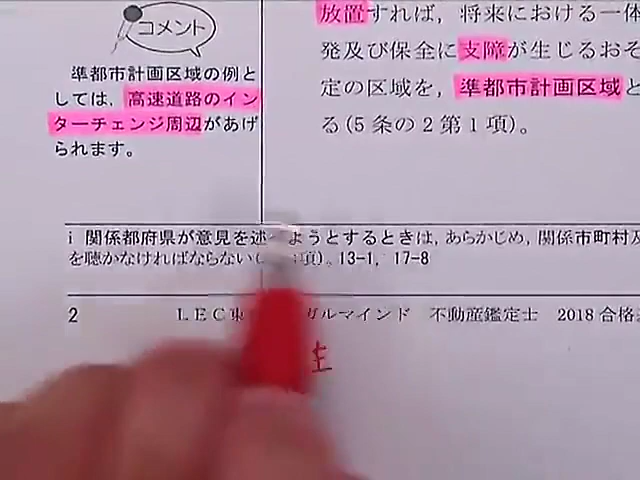 コメント
準都市計画区域の例と
しては，高速道路のイン
ターチェンジ周辺があげ
られます。
放置すれば，将来における一体
発及び保全に支障が生じるおそ
定の区域を，準都市計画区域と
る(5条の2第1項)。
i 関係都府県が意見を述 ようとするときは，あらかじめ，関係市町村及
を聴かなければならない( 項)。13-1，17-8
2 LEC東 ガルマインド 不動産鑑定士 2018合格